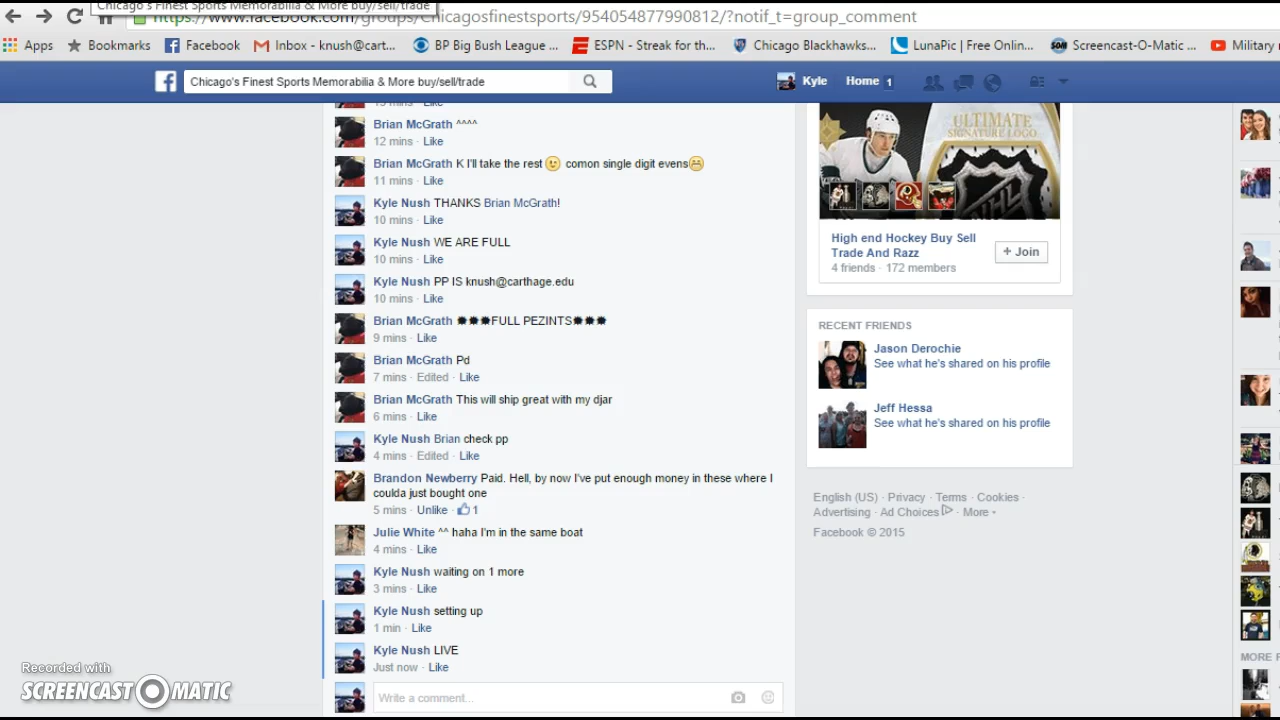 Chicago's Finest Sports Memorabilia & More buy/sell/trade
https://www.facebook.com/groups/Chicagosfinestsports/954054877990812/?notif_t=group_comment
Apps Bookmarks Facebook Inbox - knush@cart... BP Big Bush League ... ESPN - Streak for th... Chicago Blackhawks... LunaPic | Free Onlin... Screencast-O-Matic ... Military
Chicago's Finest Sports Memorabilia & More buy/sell/trade
Kyle Home 1
Like
Brian McGrath ^^^^
12 mins · Like
Brian McGrath K I'll take the rest 😉 comon single digit evens😁
11 mins · Like
Kyle Nush THANKS Brian McGrath!
10 mins · Like
Kyle Nush WE ARE FULL
10 mins · Like
Kyle Nush PP IS knush@carthage.edu
10 mins · Like
Brian McGrath ✹✹✹FULL PEZINTS✹✹✹
9 mins · Like
Brian McGrath Pd
7 mins · Edited · Like
Brian McGrath This will ship great with my djar
6 mins · Like
Kyle Nush Brian check pp
4 mins · Edited · Like
Brandon Newberry Paid. Hell, by now I've put enough money in these where I
coulda just bought one
5 mins · Unlike · 1
Julie White ^^ haha I'm in the same boat
4 mins · Like
Kyle Nush waiting on 1 more
3 mins · Like
Kyle Nush setting up
1 min · Like
Kyle Nush LIVE
Just now · Like
Write a comment...
ULTIMATE
SIGNATURE LOGO
NHL
High end Hockey Buy Sell
Trade And Razz
4 friends · 172 members
+ Join
RECENT FRIENDS
Jason Derochie
See what he's shared on his profile
Jeff Hessa
See what he's shared on his profile
English (US) · Privacy · Terms · Cookies ·
Advertising · Ad Choices · More
Facebook © 2015
MORE
Recorded with
SCREENCAST O MATIC